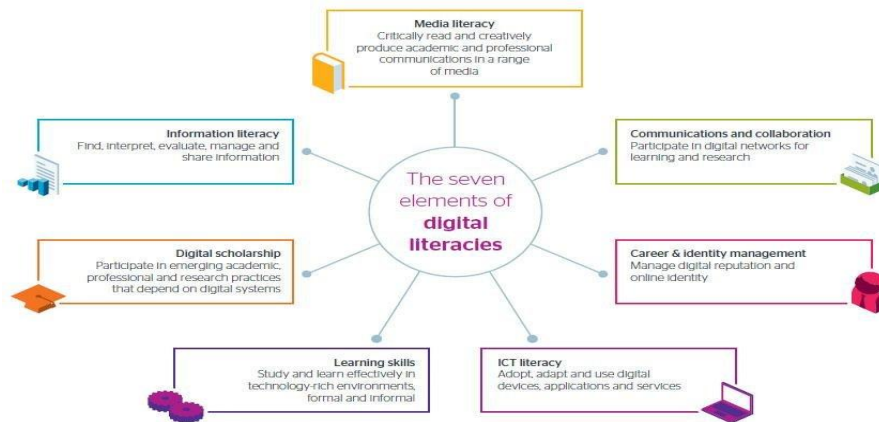 Media literacy
Critically read and creatively
produce academic and professional
communications in a range
of media
Information literacy
Find, interpret, evaluate, manage and
share information
Communications and collaboration
Participate in digital networks for
learning and research
The seven
elements of
digital
literacies
Digital scholarship
Participate in emerging academic,
professional and research practices
that depend on digital systems
Career & identity management
Manage digital reputation and
online identity
Learning skills
Study and learn effectively in
technology-rich environments,
formal and informal
ICT literacy
Adopt, adapt and use digital
devices, applications and services